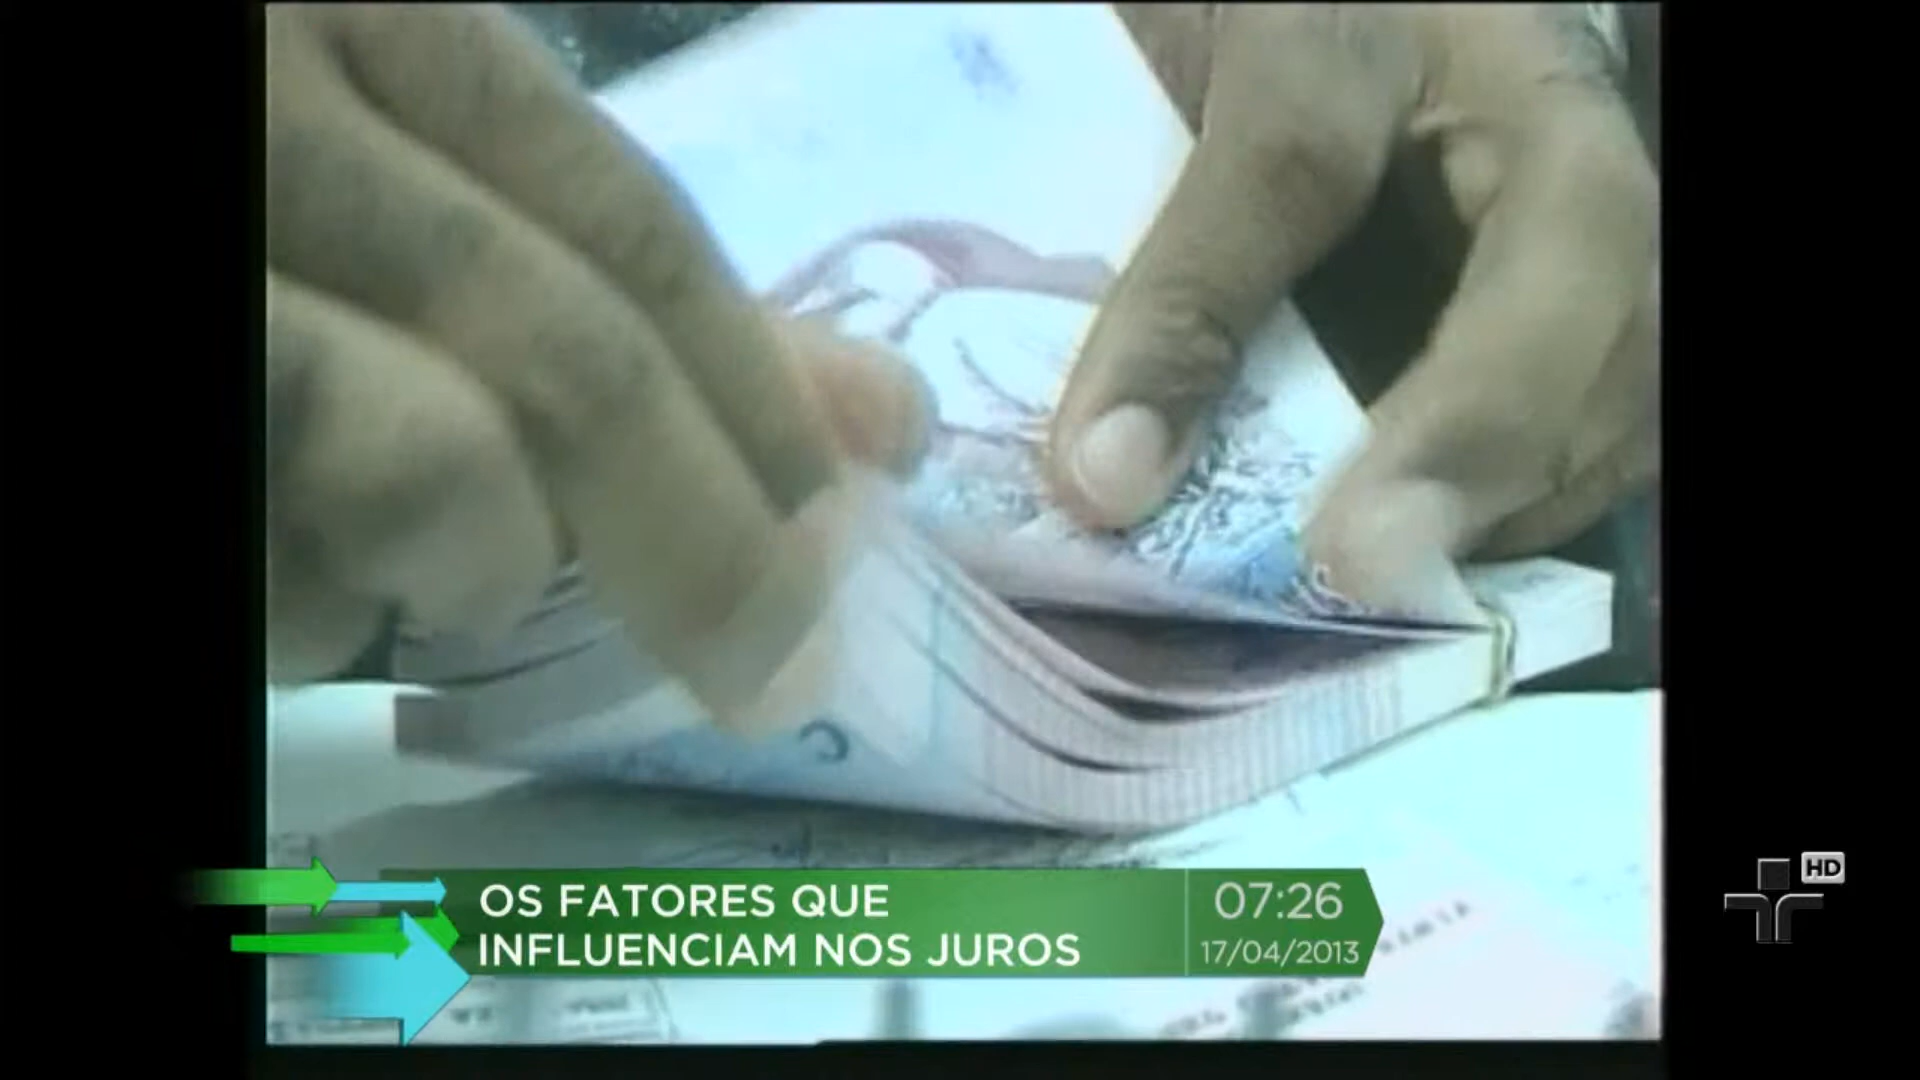 OS FATORES QUE
INFLUENCIAM NOS JUROS
07:26
17/04/2013
HD